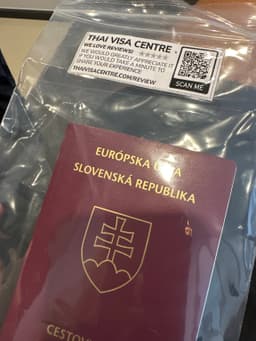 THAI VISA CENTRE
WE LOVE REVIEWS!
WE WOULD GREATLY APPRECIATE IT
IF YOU WOULD TAKE A MINUTE TO
SHARE YOUR EXPERIENCE
THAIVISACENTRE.COM/REVIEW
SCAN ME
EURÓPSKA ÚNIA
SLOVENSKÁ REPUBLIKA